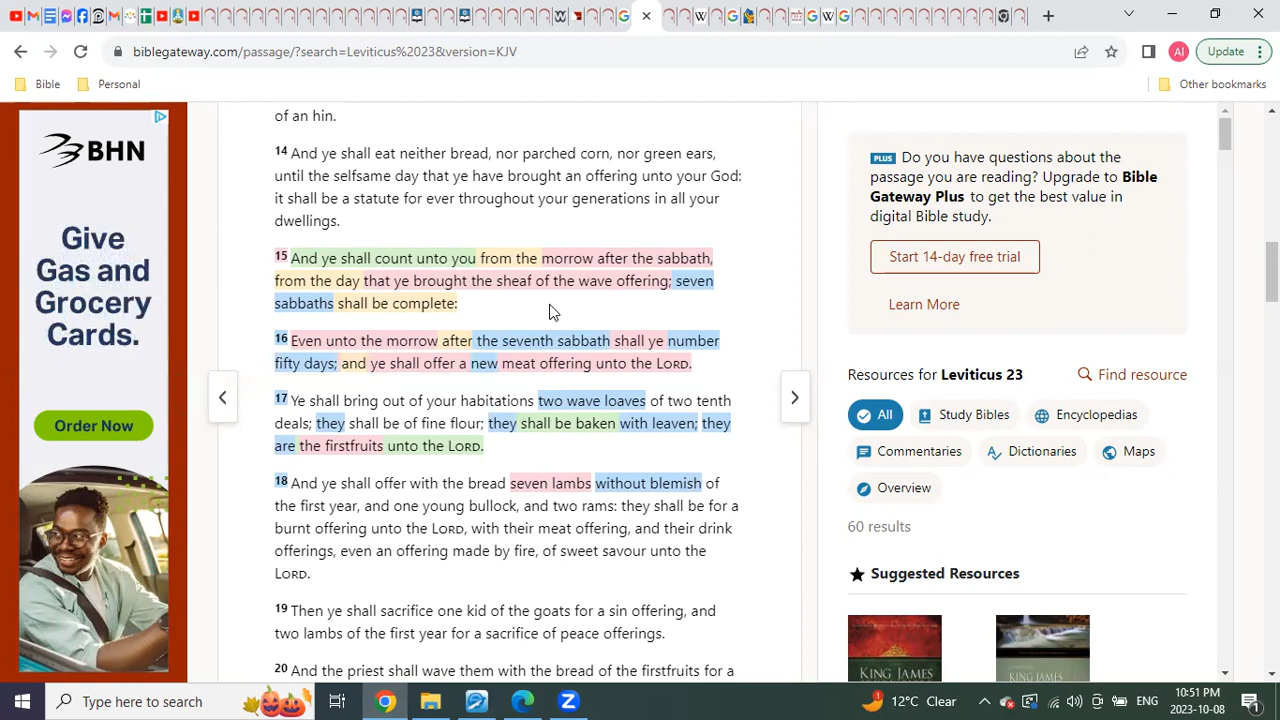 biblegateway.com/passage/?search=Leviticus%2023&version=KJV
AI
Update
Bible
Personal
Other bookmarks
BHN
Give
Gas and
Grocery
Cards.
Order Now
of an hin.
14 And ye shall eat neither bread, nor parched corn, nor green ears,
until the selfsame day that ye have brought an offering unto your God:
it shall be a statute for ever throughout your generations in all your
dwellings.
15 And ye shall count unto you from the morrow after the sabbath,
from the day that ye brought the sheaf of the wave offering; seven
sabbaths shall be complete:
16 Even unto the morrow after the seventh sabbath shall ye number
fifty days; and ye shall offer a new meat offering unto the LORD.
17 Ye shall bring out of your habitations two wave loaves of two tenth
deals; they shall be of fine flour; they shall be baken with leaven; they
are the firstfruits unto the LORD.
18 And ye shall offer with the bread seven lambs without blemish of
the first year, and one young bullock, and two rams: they shall be for a
burnt offering unto the LORD, with their meat offering, and their drink
offerings, even an offering made by fire, of sweet savour unto the
LORD.
19 Then ye shall sacrifice one kid of the goats for a sin offering, and
two lambs of the first year for a sacrifice of peace offerings.
20 And the priest shall wave them with the bread of the firstfruits for a
PLUS Do you have questions about the
passage you are reading? Upgrade to Bible
Gateway Plus to get the best value in
digital Bible study.
Start 14-day free trial
Learn More
Resources for Leviticus 23
Find resource
All
Study Bibles
Encyclopedias
Commentaries
Dictionaries
Maps
Overview
60 results
Suggested Resources
KING JAMES
KING JAMES
Type here to search
1
12°C Clear
ENG
10:51 PM
2023-10-08
1